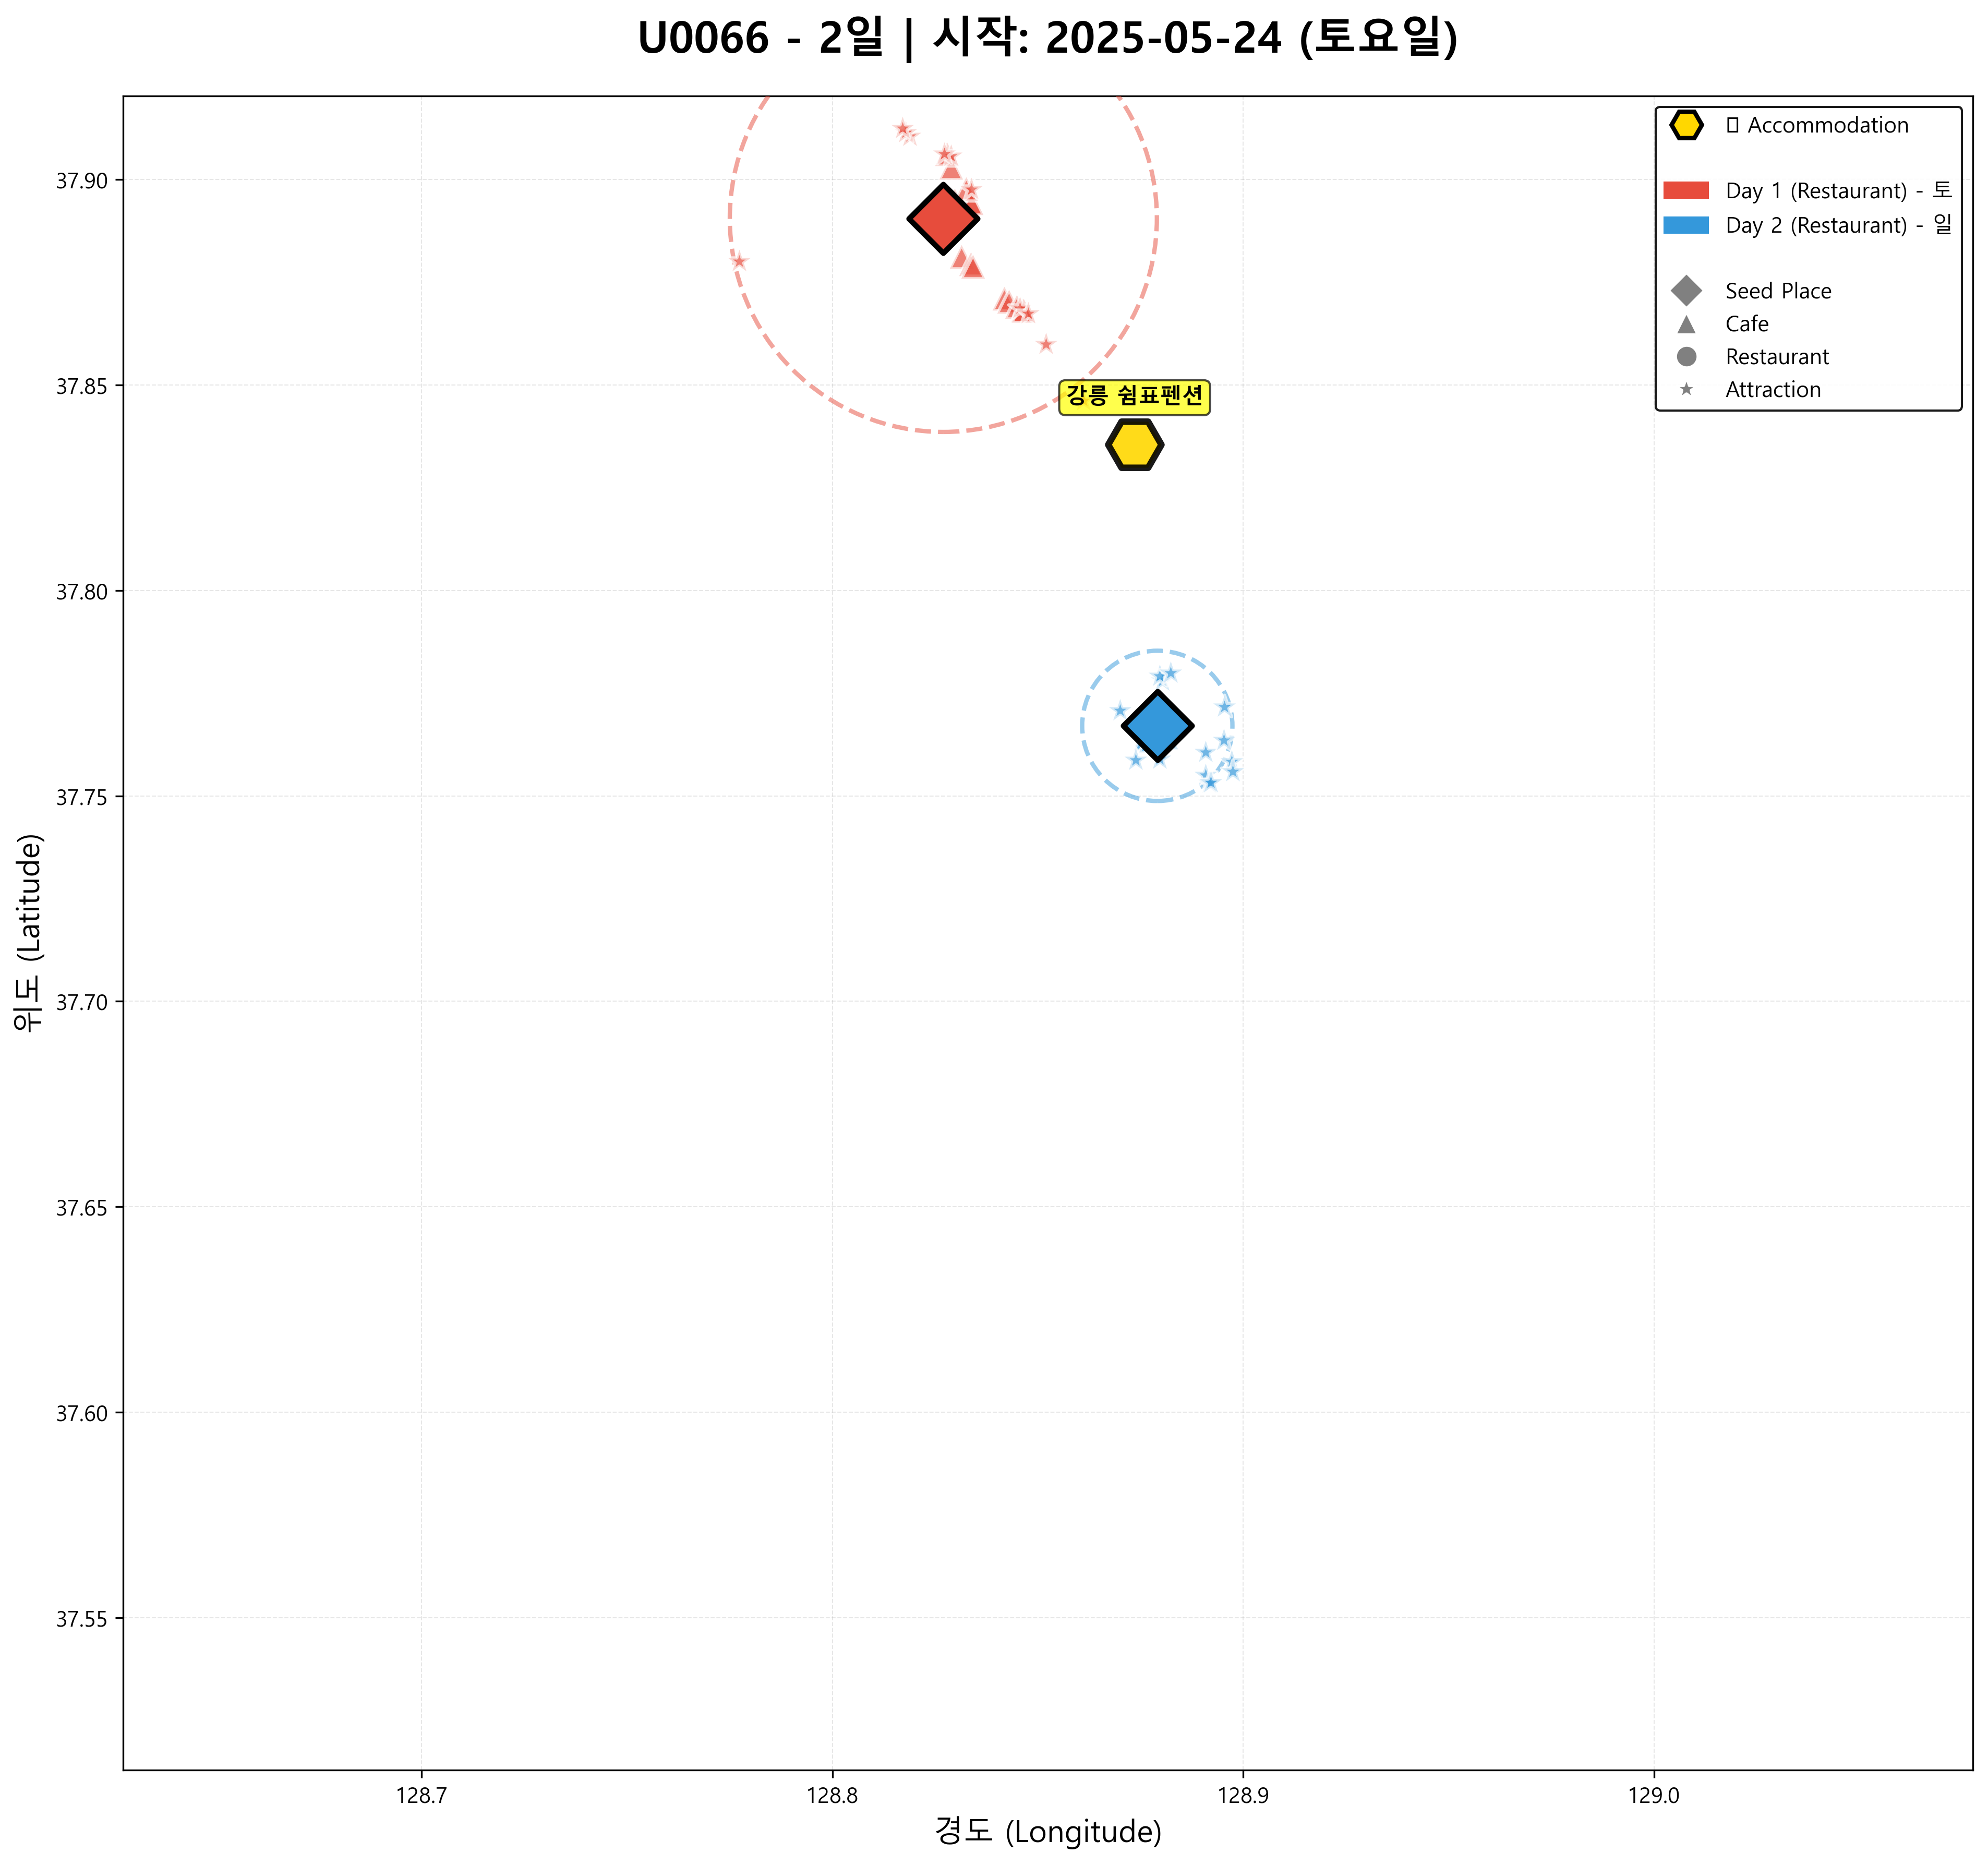 U0066 - 2일 | 시작: 2025-05-24 (토요일)
Accommodation
Day 1 (Restaurant) - 토
Day 2 (Restaurant) - 일
Seed Place
Cafe
Restaurant
Attraction
강릉 쉼표펜션
37.90
37.85
37.80
37.75
37.70
37.65
37.60
37.55
위도 (Latitude)
128.7
128.8
128.9
129.0
경도 (Longitude)